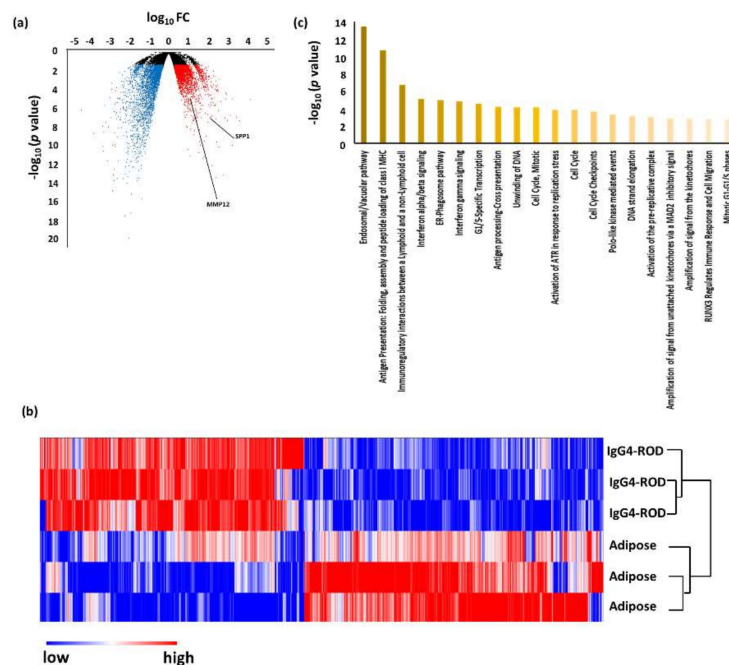 (a)
log10 FC
-5 -4 -3 -2 -1 0 1 2 3 4 5
0
2
4
6
8
10
12
14
16
18
20
-log10 (p value)
SPP1
MMP12
(c)
14
12
10
8
6
4
2
0
-log10 (p value)
Endosomal/Vacuolar pathway
Antigen Presentation: Folding, assembly and peptide loading of class I MHC
Immunoregulatory interactions between a Lymphoid and a non-Lymphoid cell
Interferon alpha/beta signaling
ER-Phagosome pathway
Interferon gamma signaling
G1/S-Specific Transcription
Antigen processing-Cross presentation
Unwinding of DNA
Cell Cycle, Mitotic
Activation of ATR in response to replication stress
Cell Cycle
Cell Cycle Checkpoints
Polo-like kinase mediated events
DNA strand elongation
Activation of the pre-replicative complex
Amplification of signal from unattached kinetochores via a MAD2 inhibitory signal
Amplification of signal from the kinetochores
RUNX3 Regulates Immune Response and Cell Migration
Mitotic G1-G1/S phases
(b)
IgG4-ROD
IgG4-ROD
IgG4-ROD
Adipose
Adipose
Adipose
low high